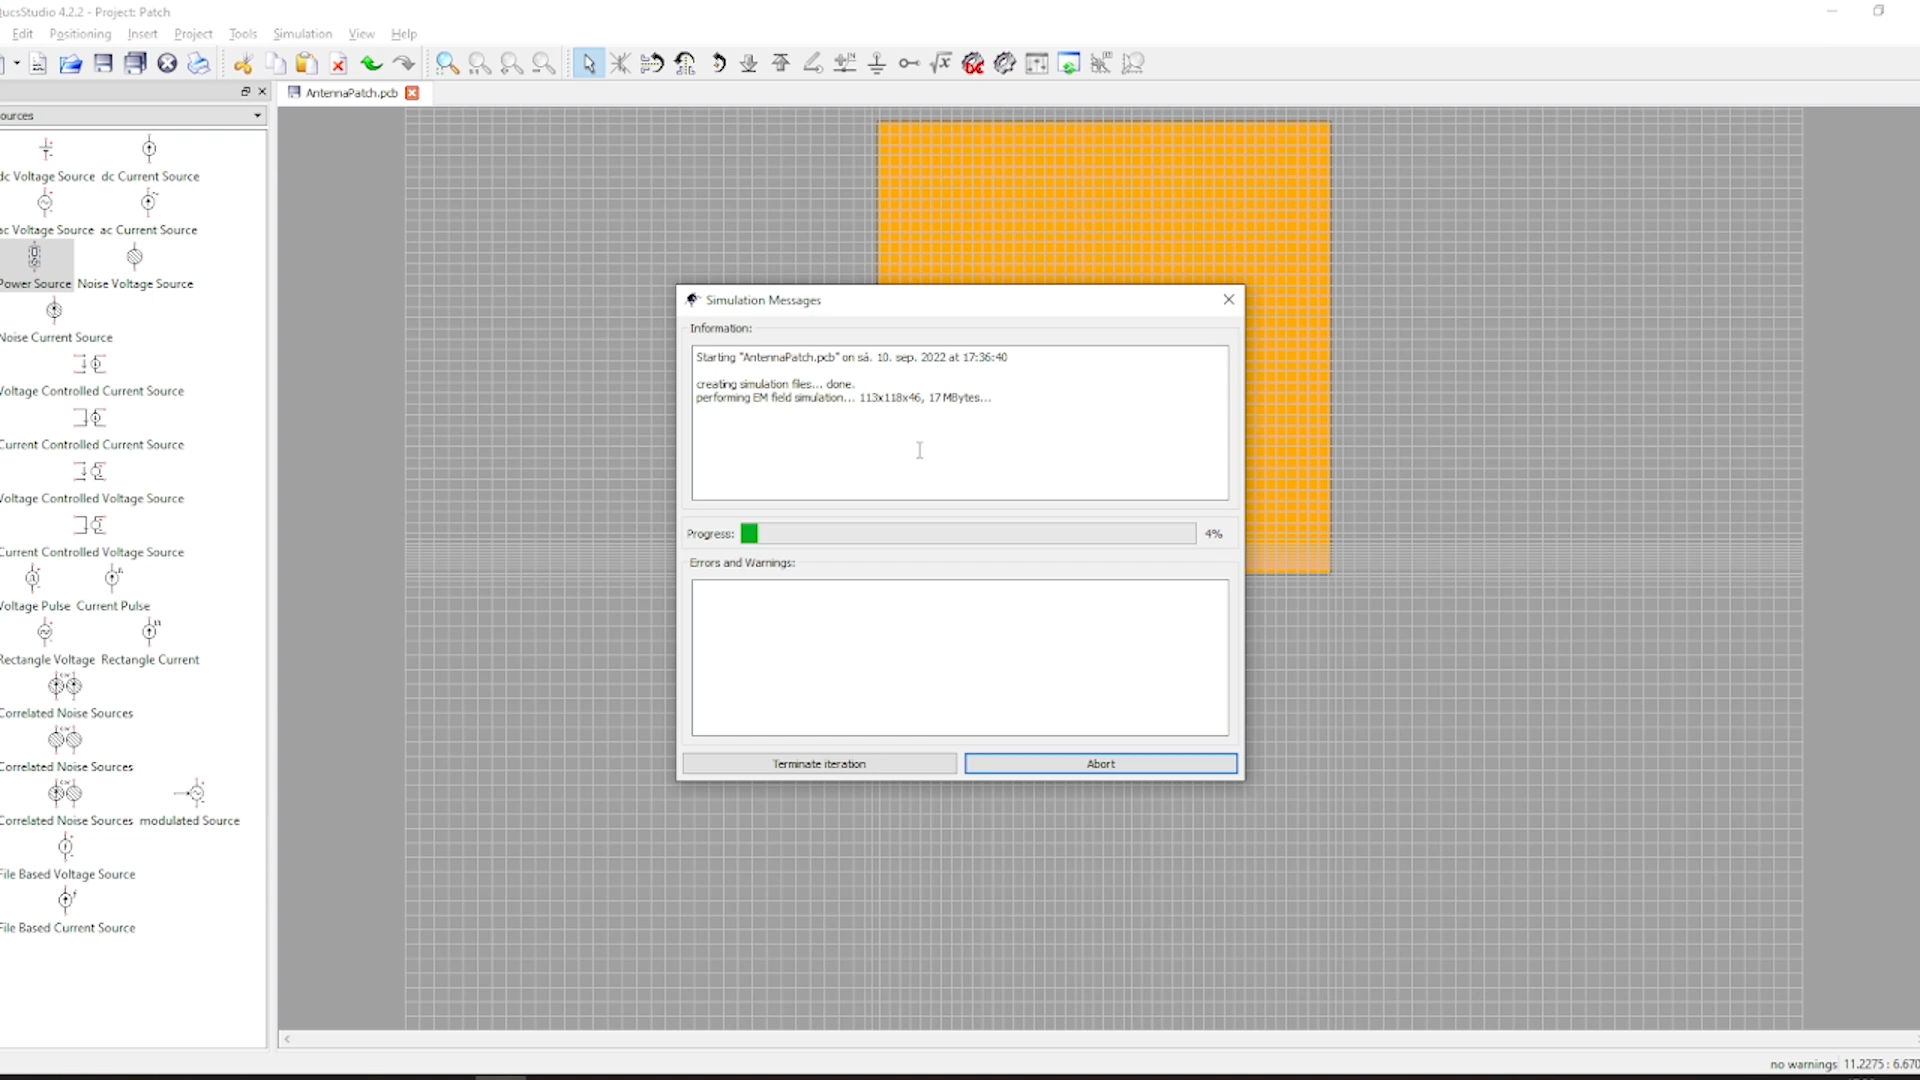 ucsStudio 4.2.2 - Project: Patch
Edit Positioning Insert Project Tools Simulation View Help
AntennaPatch.pcb
ources
dc Voltage Source dc Current Source
ac Voltage Source ac Current Source
Power Source Noise Voltage Source
Noise Current Source
Voltage Controlled Current Source
Current Controlled Current Source
Voltage Controlled Voltage Source
Current Controlled Voltage Source
Voltage Pulse Current Pulse
Rectangle Voltage Rectangle Current
Correlated Noise Sources
Correlated Noise Sources
Correlated Noise Sources modulated Source
File Based Voltage Source
File Based Current Source
Simulation Messages
Information:
Starting "AntennaPatch.pcb" on sá. 10. sep. 2022 at 17:36:40
creating simulation files... done.
performing EM field simulation... 113x118x46, 17 MBytes...
Progress: 4%
Errors and Warnings:
Terminate iteration Abort
no warnings 11.2275 : 6.670